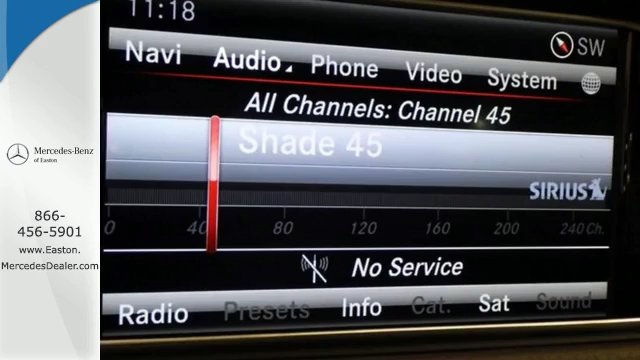 11:18
SW
Navi Audio Phone Video System
All Channels: Channel 45
Shade 45
SIRIUS
0 40 80 120 160 200 240 Ch.
No Service
Radio Presets Info Cat. Sat Sound
Mercedes-Benz
of Easton
866-
456-5901
www.Easton.
MercedesDealer.com